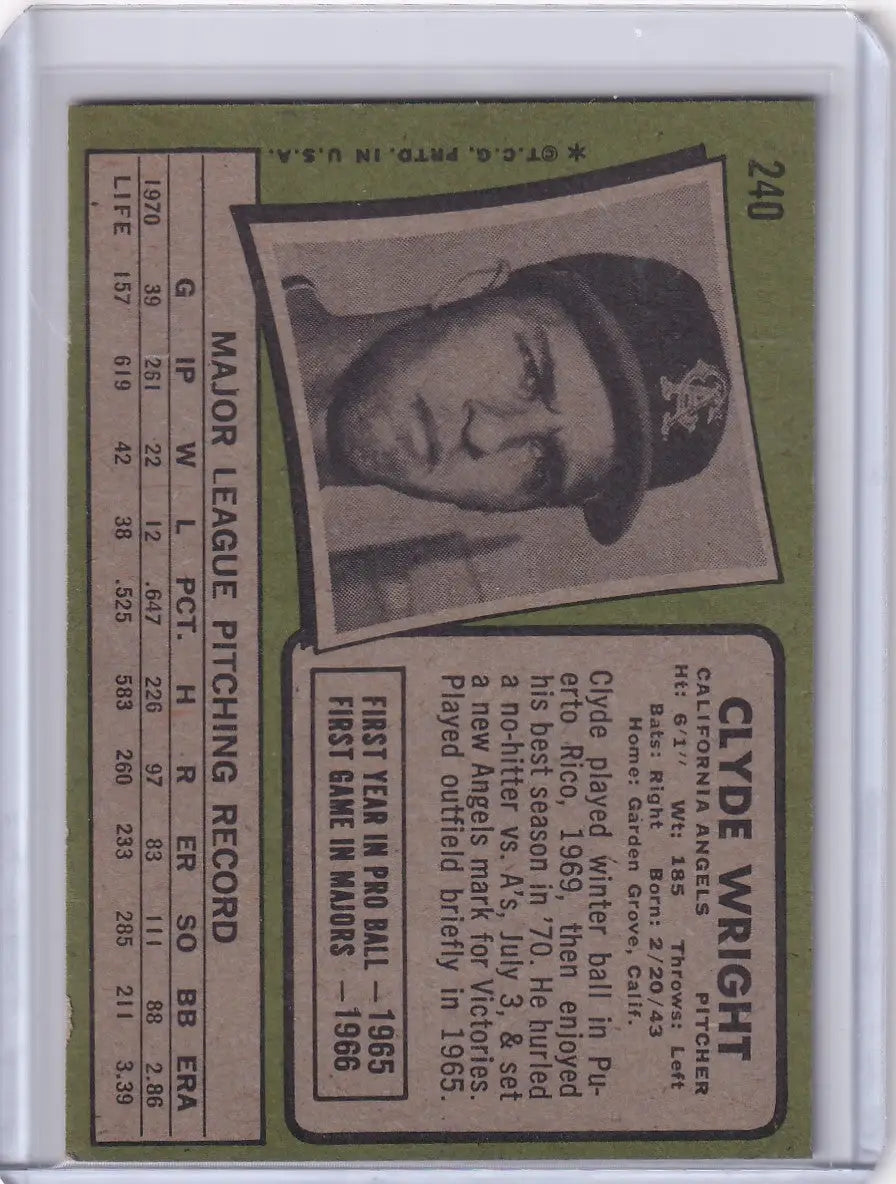 240
✱ ©T.C.G. PRTD. IN U.S.A.
CLYDE WRIGHT
CALIFORNIA ANGELS PITCHER
Ht: 6'1" Wt: 185 Throws: Left
Bats: Right Born: 2/20/43
Home: Garden Grove, Calif.
Clyde played winter ball in Pu-
erto Rico, 1969, then enjoyed
his best season in '70. He hurled
a no-hitter vs. A's, July 3, & set
a new Angels mark for Victories.
Played outfield briefly in 1965.
FIRST YEAR IN PRO BALL —1965
FIRST GAME IN MAJORS —1966
MAJOR LEAGUE PITCHING RECORD
G IP W L PCT. H R ER SO BB ERA
1970 39 261 22 12 .647 226 97 83 111 88 2.86
LIFE 157 619 42 38 .525 583 260 233 285 211 3.39